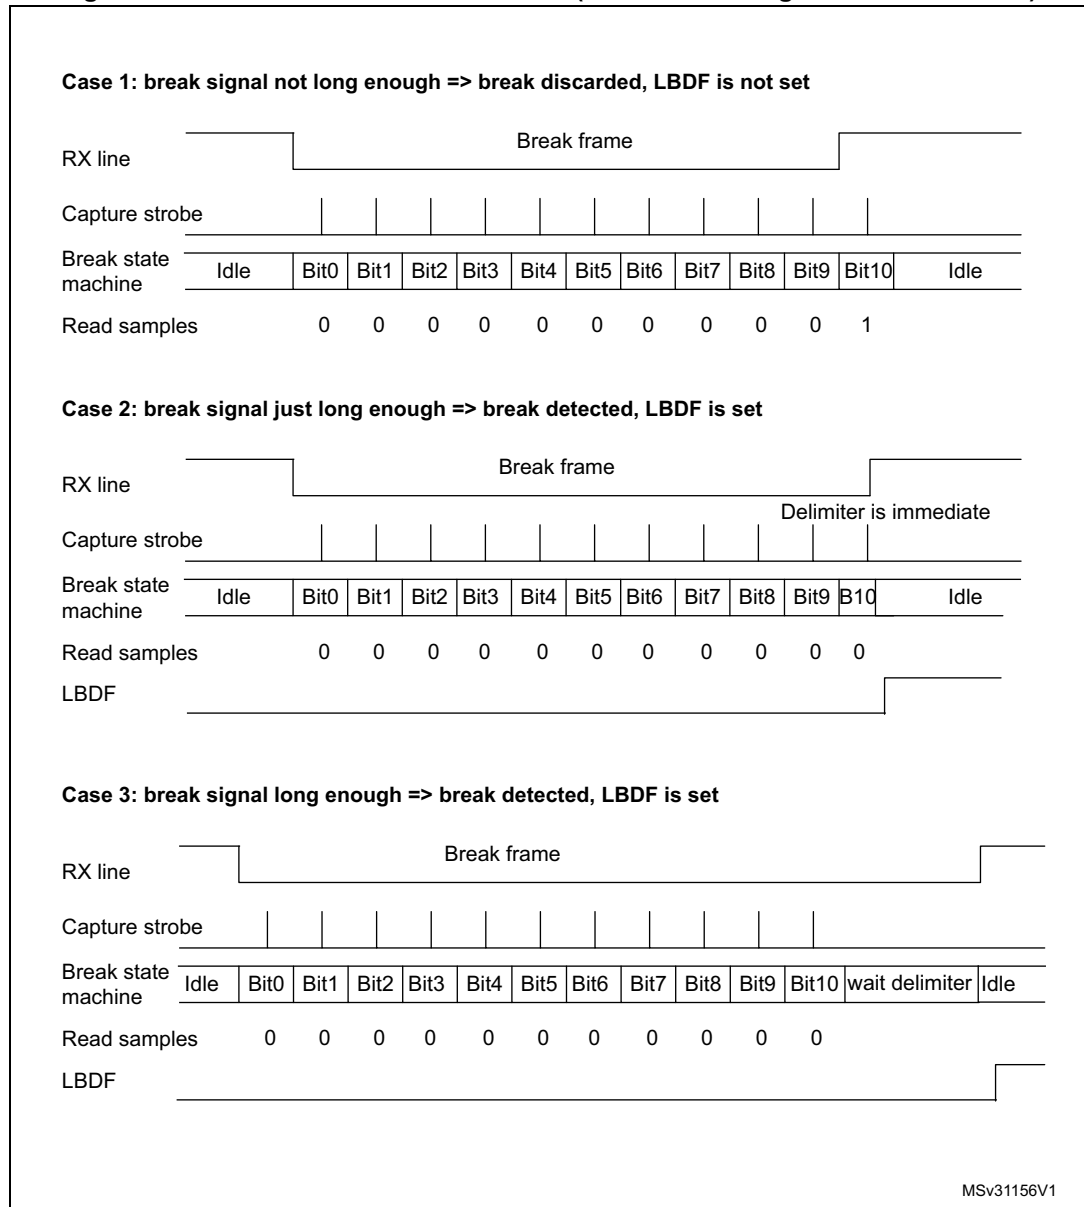 Case 1: break signal not long enough => break discarded, LBDF is not set
Break frame
RX line
Capture strobe
Break state machine Idle Bit0 Bit1 Bit2 Bit3 Bit4 Bit5 Bit6 Bit7 Bit8 Bit9 Bit10 Idle
Read samples 0 0 0 0 0 0 0 0 0 0 1
Case 2: break signal just long enough => break detected, LBDF is set
Break frame
RX line
Delimiter is immediate
Capture strobe
Break state machine Idle Bit0 Bit1 Bit2 Bit3 Bit4 Bit5 Bit6 Bit7 Bit8 Bit9 B10 Idle
Read samples 0 0 0 0 0 0 0 0 0 0 0
LBDF
Case 3: break signal long enough => break detected, LBDF is set
Break frame
RX line
Capture strobe
Break state machine Idle Bit0 Bit1 Bit2 Bit3 Bit4 Bit5 Bit6 Bit7 Bit8 Bit9 Bit10 wait delimiter Idle
Read samples 0 0 0 0 0 0 0 0 0 0 0
LBDF
MSv31156V1